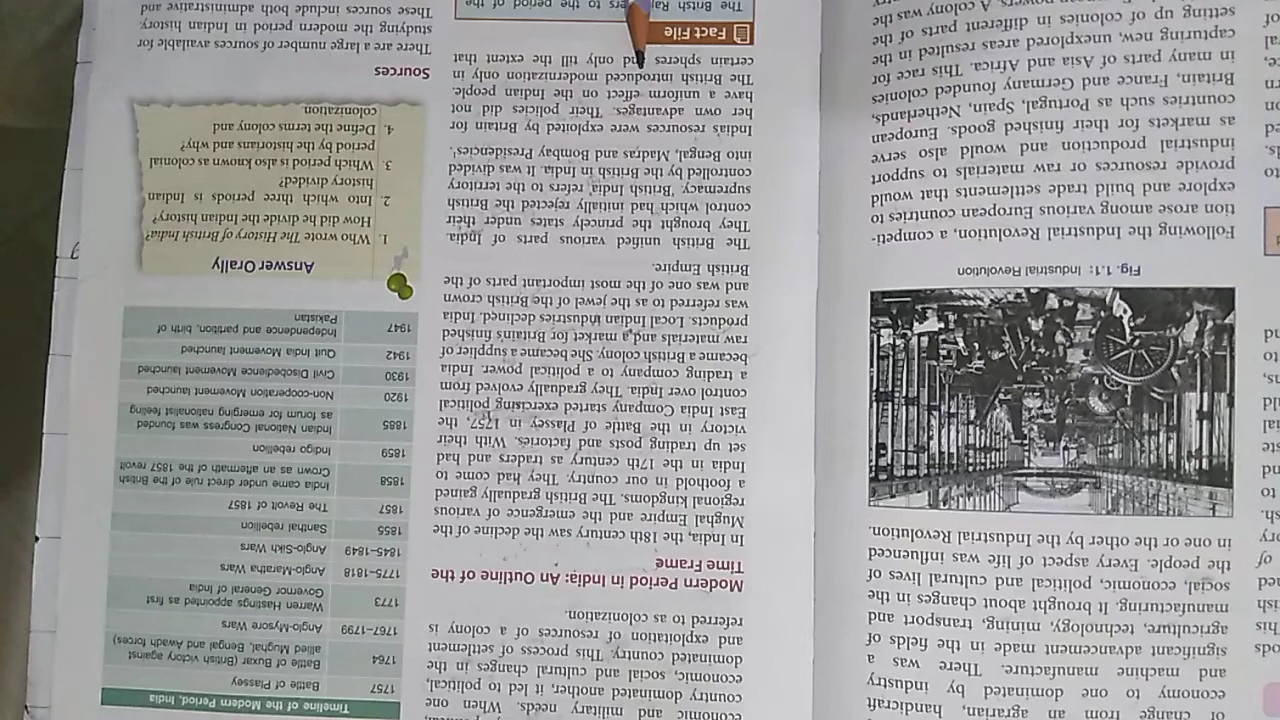 of change from an agrarian, handicraft
economy to one dominated by industry
and machine manufacture. There was a
significant advancement made in the fields of
agriculture, technology, mining, transport and
manufacturing. It brought about changes in the
social, economic, political and cultural lives of
the people. Every aspect of life was influenced
in one or the other by the Industrial Revolution.
Fig. 1.1: Industrial Revolution
Following the Industrial Revolution, a competi-
tion arose among various European countries to
explore and build trade settlements that would
provide resources or raw materials to support
industrial production and would also serve
as markets for their finished goods. European
countries such as Portugal, Spain, Netherlands,
Britain, France and Germany founded colonies
in many parts of Asia and Africa. This race for
capturing new, unexplored areas resulted in the
setting up of colonies in different parts of the
powers. A colony was the
economic and military needs. When one
country dominated another, it led to political,
economic, social and cultural changes in the
dominated country. This process of settlement
and exploitation of resources of a colony is
referred to as colonization.
Modern Period in India: An Outline of the
Time Frame
In India, the 18th century saw the decline of the
Mughal Empire and the emergence of various
regional kingdoms. The British gradually gained
a foothold in our country. They had come to
India in the 17th century as traders and had
set up trading posts and factories. With their
victory in the Battle of Plassey in 1757, the
East India Company started exercising political
control over India. They gradually evolved from
a trading company to a political power. India
became a British colony. She became a supplier of
raw materials and a market for Britain's finished
products. Local Indian industries declined. India
was referred to as the jewel of the British crown
and was one of the most important parts of the
British Empire.
The British unified various parts of India.
They brought the princely states under their
control which had initially rejected the British
supremacy. 'British India' refers to the territory
controlled by the British in India. It was divided
into Bengal, Madras and Bombay Presidencies'.
India's resources were exploited by Britain for
her own advantages. Their policies did not
have a uniform effect on the Indian people.
The British introduced modernization only in
certain spheres and only till the extent that
Fact File
The British Raj to the period of the
Timeline of the Modern Period, India
1757 Battle of Plassey
1764 Battle of Buxar (British victory against
allied Mughal, Bengal and Awadh forces)
1767–1799 Anglo-Mysore Wars
1773 Warren Hastings appointed as first
Governor General of India
1775–1818 Anglo-Maratha Wars
1845–1849 Anglo-Sikh Wars
1855 Santhal rebellion
1857 The Revolt of 1857
1858 India came under direct rule of the British
Crown as an aftermath of the 1857 revolt
1859 Indigo rebellion
1885 Indian National Congress was founded
as forum for emerging nationalist feeling
1920 Non-cooperation Movement launched
1930 Civil Disobedience Movement launched
1942 Quit India Movement launched
1947 Independence and partition, birth of
Pakistan
Answer Orally
1. Who wrote The History of British India?
How did he divide the Indian history?
2. Into which three periods is Indian
history divided?
3. Which period is also known as colonial
period by the historians and why?
4. Define the terms colony and
colonization
Sources
There are a large number of sources available for
studying the modern period in Indian history.
These sources include both administrative and